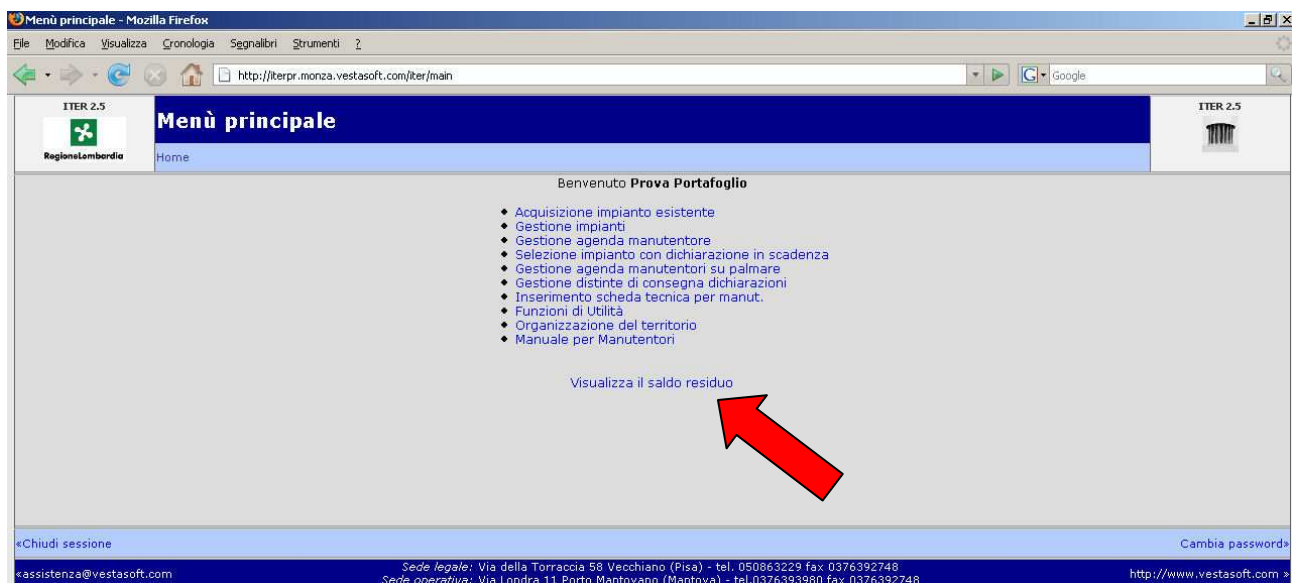 Menù principale - Mozilla Firefox
File Modifica Visualizza Cronologia Segnalibri Strumenti ?
http://iterpr.monza.vestasoft.com/iter/main
Google
ITER 2.5
RegioneLombardia
Menù principale
Home
ITER 2.5
Benvenuto Prova Portafoglio
Acquisizione impianto esistente
Gestione impianti
Gestione agenda manutentore
Selezione impianto con dichiarazione in scadenza
Gestione agenda manutentori su palmare
Gestione distinte di consegna dichiarazioni
Inserimento scheda tecnica per manut.
Funzioni di Utilità
Organizzazione del territorio
Manuale per Manutentori
Visualizza il saldo residuo
«Chiudi sessione
Cambia password»
«assistenza@vestasoft.com
Sede legale: Via della Torraccia 58 Vecchiano (Pisa) - tel. 050863229 fax 0376392748
Sede operativa: Via Londra 11 Porto Mantovano (Mantova) - tel.0376393980 fax 0376392748
http://www.vestasoft.com »